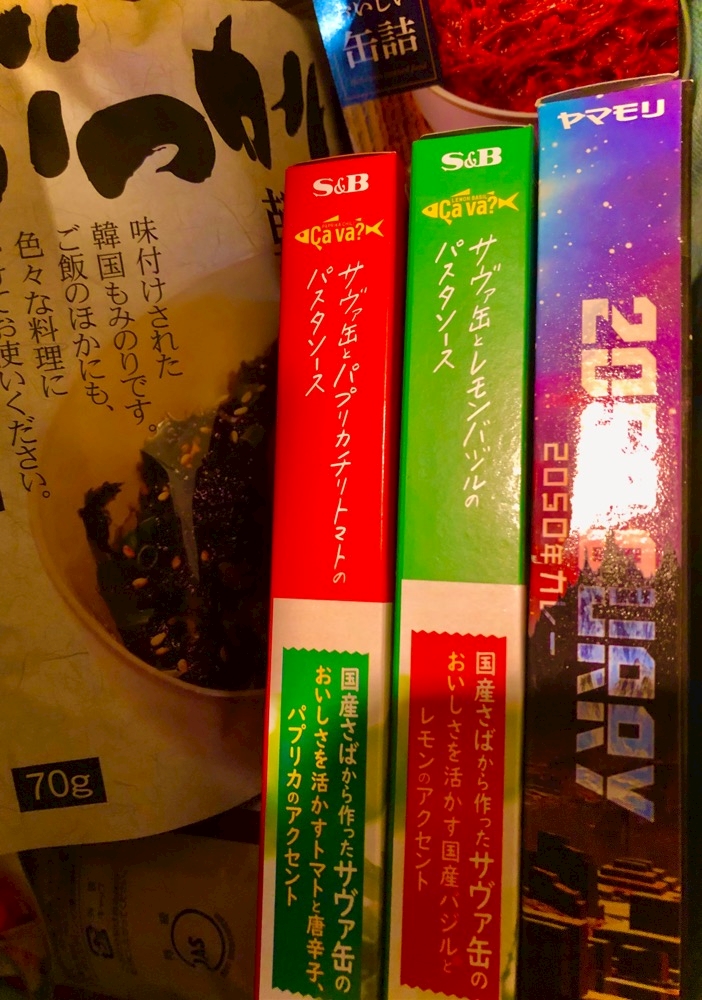 味付けされた
韓国もみのりです。
ご飯のほかにも、
色々な料理に
お使いください。
70g
JAS
おいしい
缶詰
S&B
Ça va?
サヴァ缶とパプリカチリトマトの
パスタソース
国産さばから作ったサヴァ缶の
おいしさを活かすトマトと唐辛子、
パプリカのアクセント
S&B
LEMON BASIL
Ça va?
サヴァ缶とレモンバジルの
パスタソース
国産さばから作ったサヴァ缶の
おいしさを活かす国産バジルと
レモンのアクセント
ヤマモリ
2050 CURRY
2050年カレー